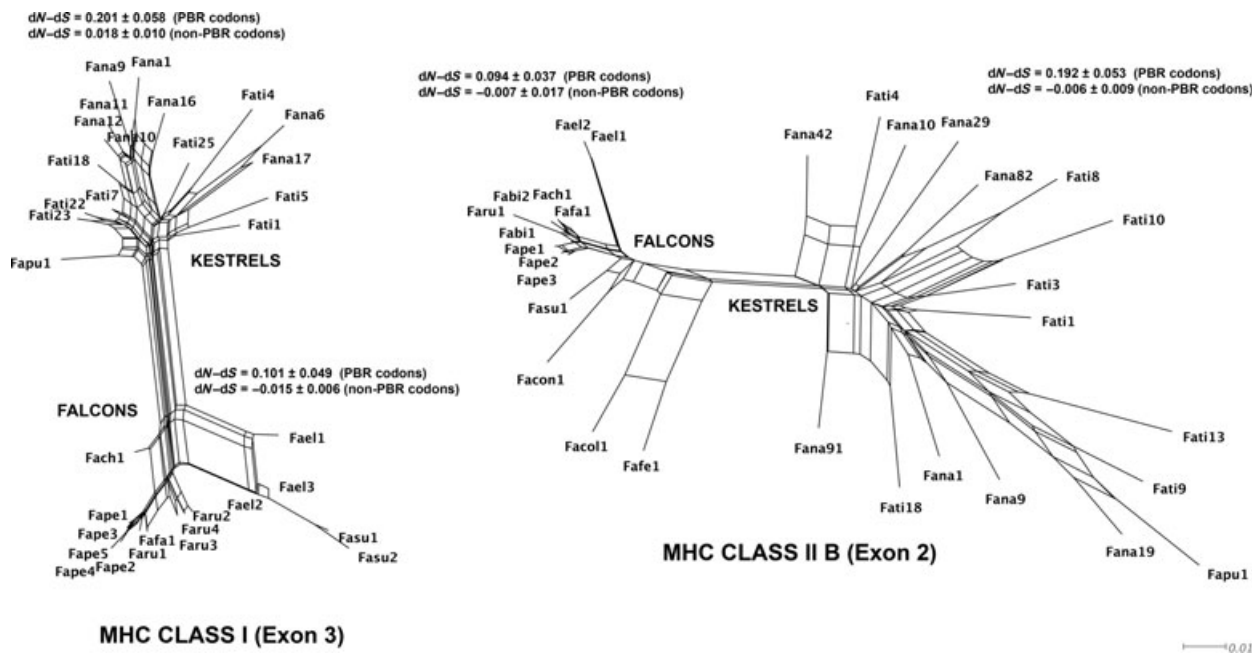 dN–dS = 0.201 ± 0.058 (PBR codons)
dN–dS = 0.018 ± 0.010 (non-PBR codons)
Fana9
Fana1
Fana11
Fana16
Fana12
Fana10
Fati4
Fana6
Fati25
Fati18
Fana17
Fati7
Fati22
Fati23
Fati5
Fati1
Fapu1
KESTRELS
dN–dS = 0.101 ± 0.049 (PBR codons)
dN–dS = –0.015 ± 0.006 (non-PBR codons)
FALCONS
Fach1
Fael1
Fael3
Fael2
Fape1
Faru2
Fape3
Fafa1
Faru4
Fasu1
Fape5
Faru1
Faru3
Fasu2
Fape4
Fape2
MHC CLASS I (Exon 3)
dN–dS = 0.094 ± 0.037 (PBR codons)
dN–dS = –0.007 ± 0.017 (non-PBR codons)
dN–dS = 0.192 ± 0.053 (PBR codons)
dN–dS = –0.006 ± 0.009 (non-PBR codons)
Fael2
Fael1
Fana42
Fati4
Fana10
Fana29
Fana82
Fati8
Fabi2
Fach1
Faru1
Fafa1
Fati10
Fabi1
FALCONS
Fape1
Fape2
Fape3
Fasu1
KESTRELS
Fati3
Fati1
Facon1
Facol1
Fafe1
Fana91
Fati18
Fana1
Fana9
Fati13
Fati9
Fana19
Fapu1
MHC CLASS II B (Exon 2)
0.01